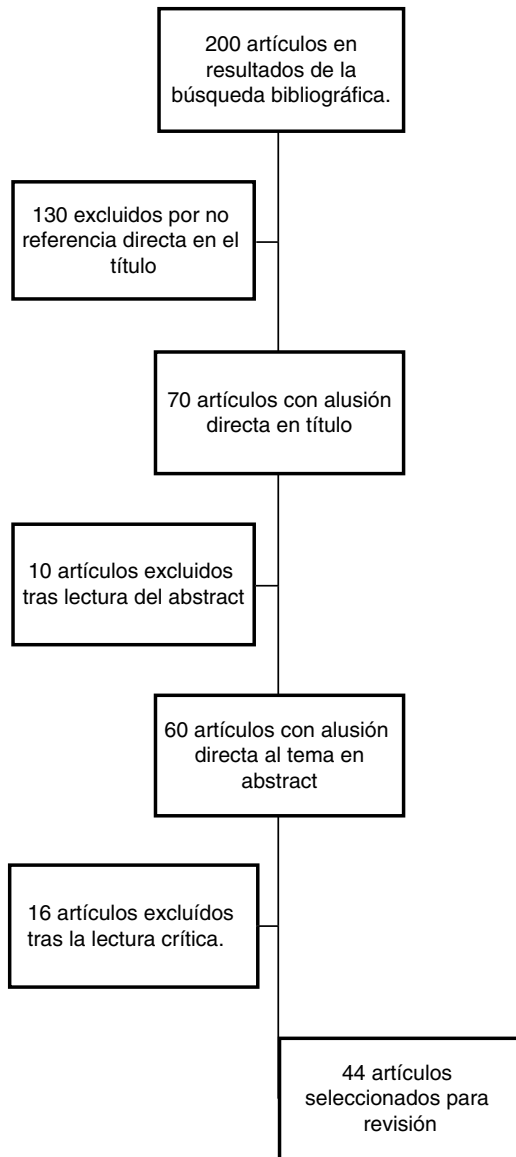 200 artículos en
resultados de la
búsqueda bibliográfica.
130 excluidos por no
referencia directa en el
título
70 artículos con alusión
directa en título
10 artículos excluidos
tras lectura del abstract
60 artículos con alusión
directa al tema en
abstract
16 artículos excluídos
tras la lectura crítica.
44 artículos
seleccionados para
revisión